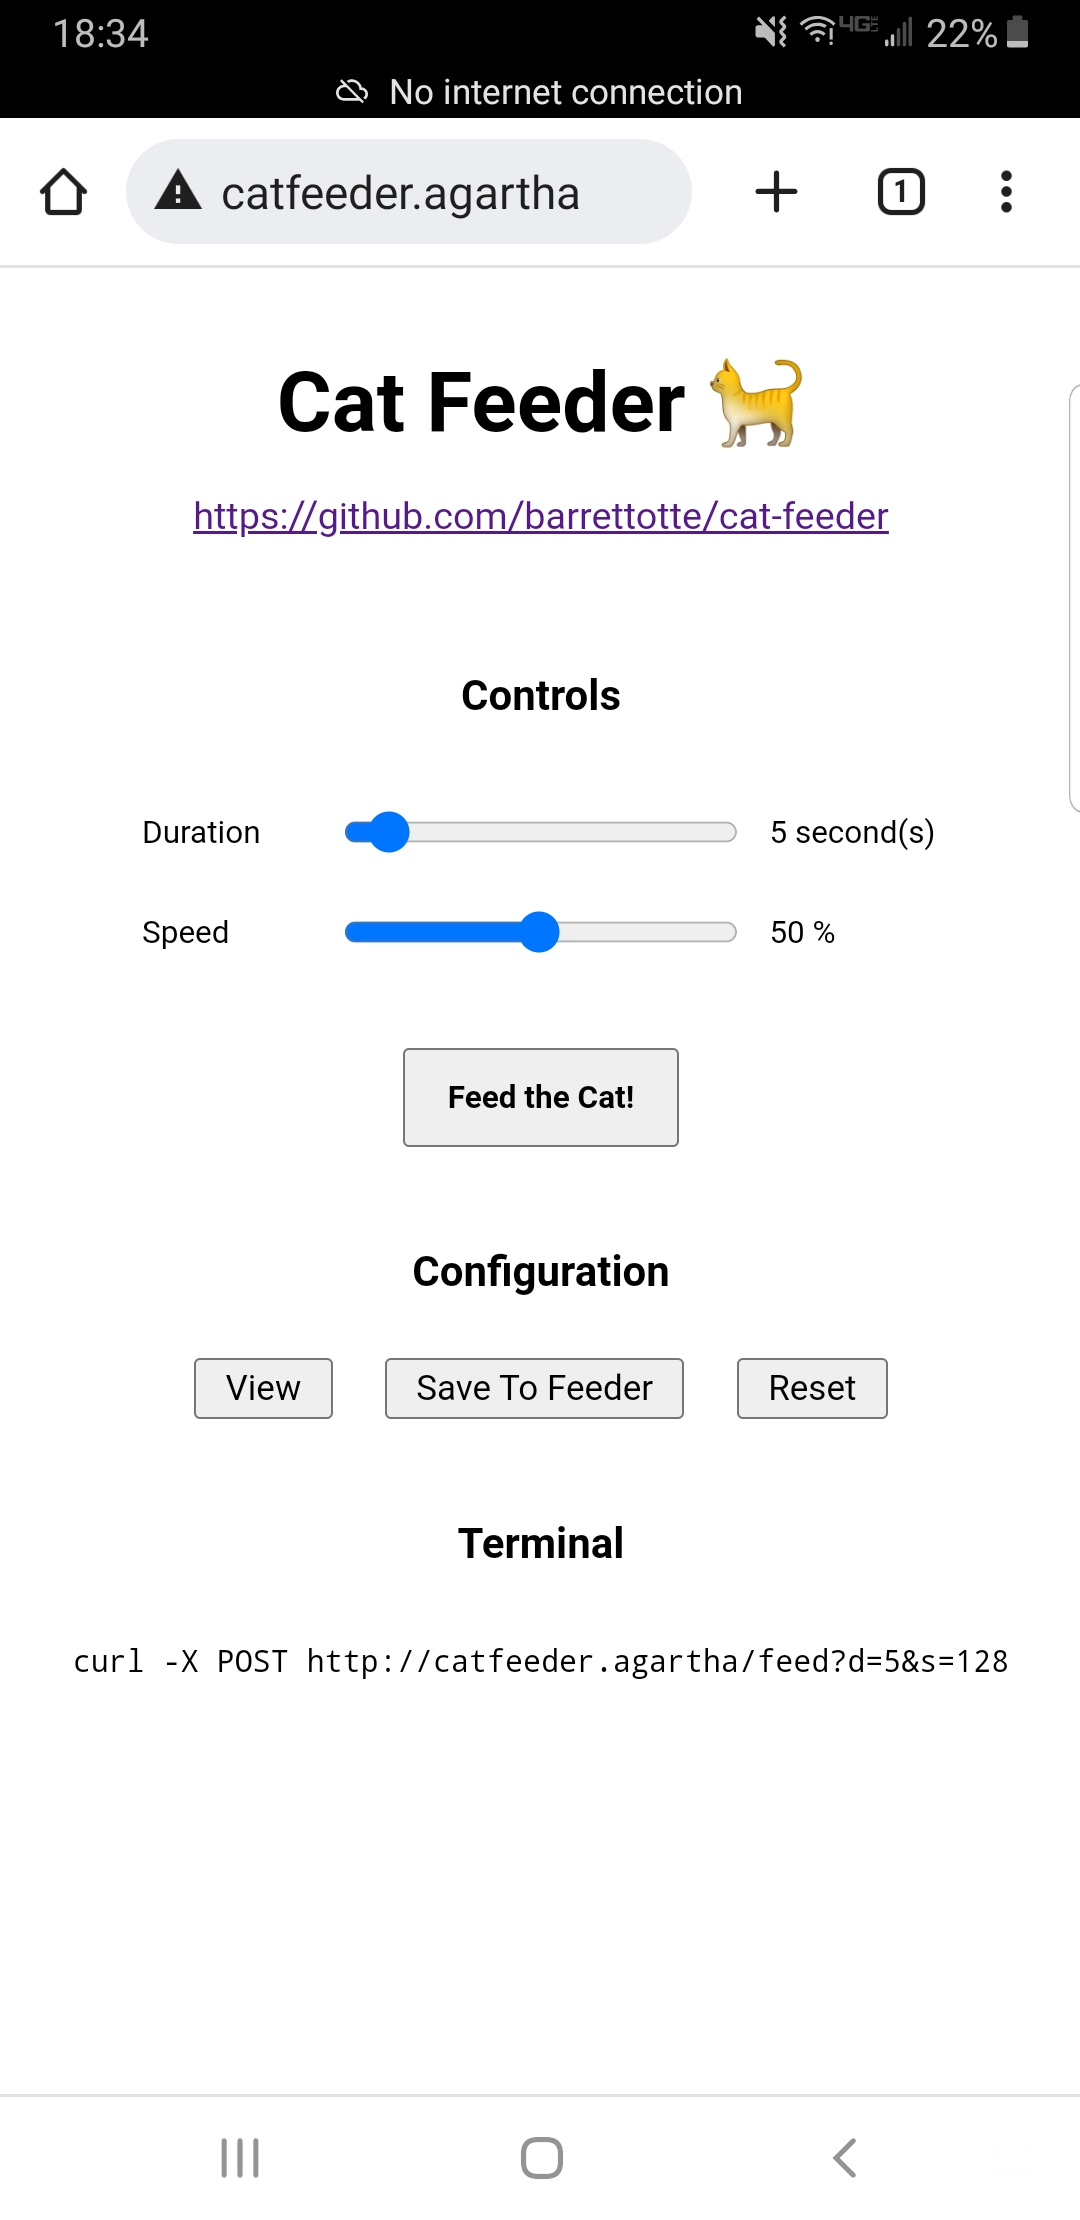 18:34 4G LTE 22%
No internet connection
catfeeder.agartha 1
Cat Feeder
https://github.com/barrettotte/cat-feeder
Controls
Duration 5 second(s)
Speed 50 %
Feed the Cat!
Configuration
View Save To Feeder Reset
Terminal
curl -X POST http://catfeeder.agartha/feed?d=5&s=128